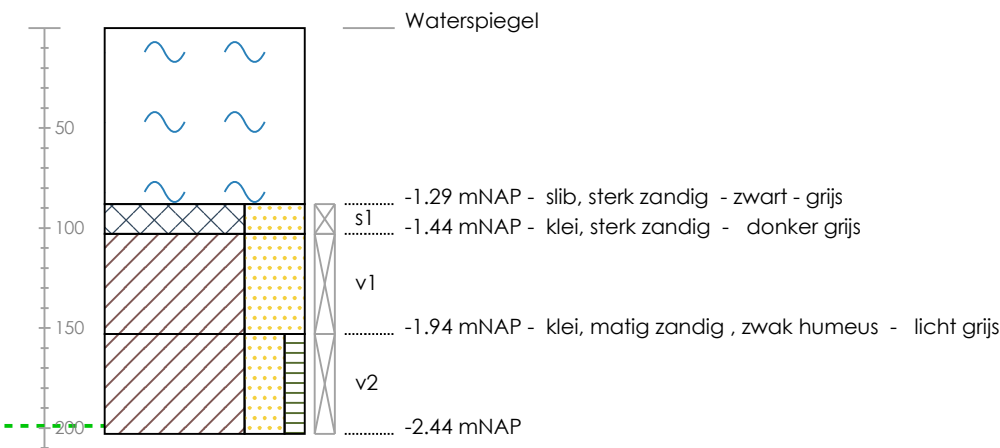 Waterspiegel
50
-1.29 mNAP - slib, sterk zandig - zwart - grijs
s1
100
-1.44 mNAP - klei, sterk zandig - donker grijs
v1
150
-1.94 mNAP - klei, matig zandig , zwak humeus - licht grijs
v2
200
-2.44 mNAP